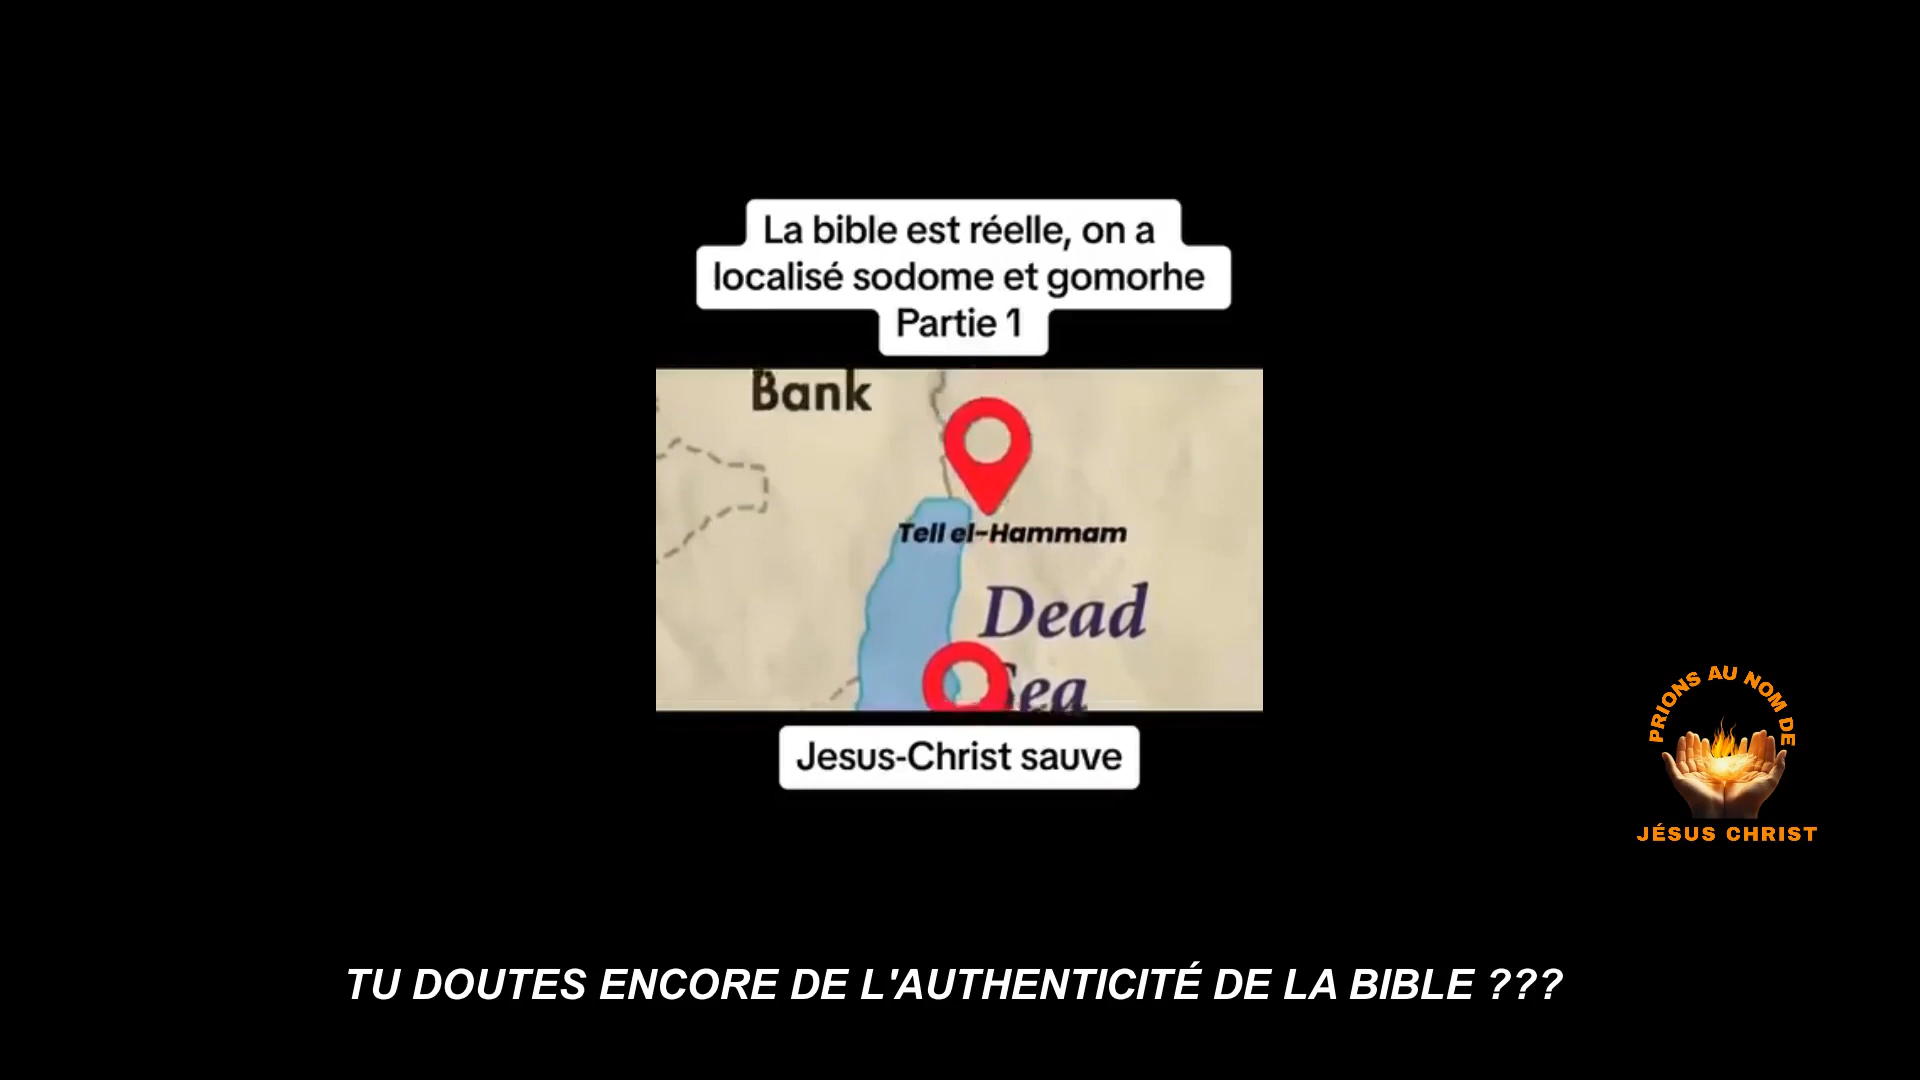 La bible est réelle, on a
localisé sodome et gomorhe
Partie 1
Bank
Tell el-Hammam
Dead
Sea
Jesus-Christ sauve
PRIONS AU NOM DE
JÉSUS CHRIST
TU DOUTES ENCORE DE L'AUTHENTICITÉ DE LA BIBLE ???